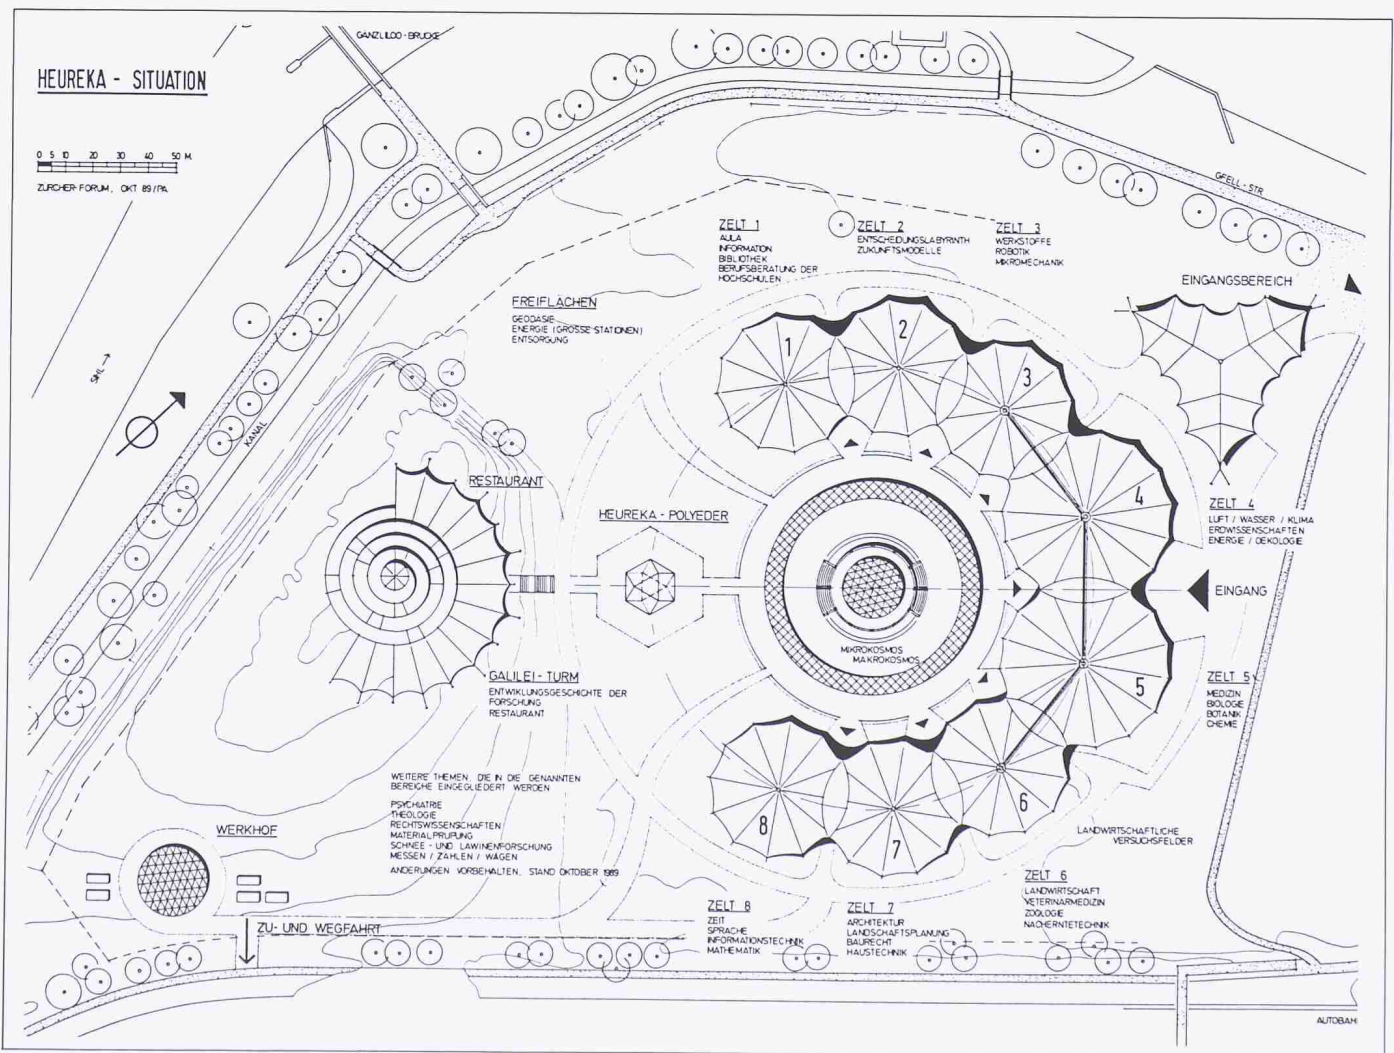 HEUREKA - SITUATION
0 5 10 20 30 40 50 M.
ZÜRCHER FORUM, OKT 89/PA
GANZLILOO-BRÜCKE
GFELL-STR
SIHL
KANAL
FREIFLÄCHEN
GEODÄSIE
ENERGIE (GROSSE STATIONEN)
ENTSORGUNG
ZELT 1
AULA
INFORMATION
BIBLIOTHEK
BERUFSBERATUNG DER
HOCHSCHULEN
ZELT 2
ENTSCHEIDUNGSLABYRINTH
ZUKUNFTSMODELLE
ZELT 3
WERKSTOFFE
ROBOTIK
MIKROMECHANIK
EINGANGSBEREICH
1
2
3
4
5
6
7
8
ZELT 4
LUFT / WASSER / KLIMA
ERDWISSENSCHAFTEN
ENERGIE / OEKOLOGIE
EINGANG
RESTAURANT
HEUREKA - POLYEDER
MIKROKOSMOS
MAKROKOSMOS
GALILEI - TURM
ENTWIKLUNGSGESCHICHTE DER
FORSCHUNG
RESTAURANT
ZELT 5
MEDIZIN
BIOLOGIE
BOTANIK
CHEMIE
WEITERE THEMEN, DIE IN DIE GENANNTEN
BEREICHE EINGEGLIEDERT WERDEN
PSYCHIATRIE
THEOLOGIE
RECHTSWISSENSCHAFTEN
MATERIALPRÜFUNG
SCHNEE - UND LAWINENFORSCHUNG
MESSEN / ZÄHLEN / WÄGEN
ÄNDERUNGEN VORBEHALTEN, STAND OKTOBER 1989
WERKHOF
ZU- UND WEGFAHRT
LANDWIRTSCHAFTLICHE
VERSUCHSFELDER
ZELT 6
LANDWIRTSCHAFT
VETERINÄRMEDIZIN
ZOOLOGIE
NACHERNTETECHNIK
ZELT 7
ARCHITEKTUR
LANDSCHAFTSPLANUNG
BAURECHT
HAUSTECHNIK
ZELT 8
ZEIT
SPRACHE
INFORMATIONSTECHNIK
MATHEMATIK
AUTOBAH